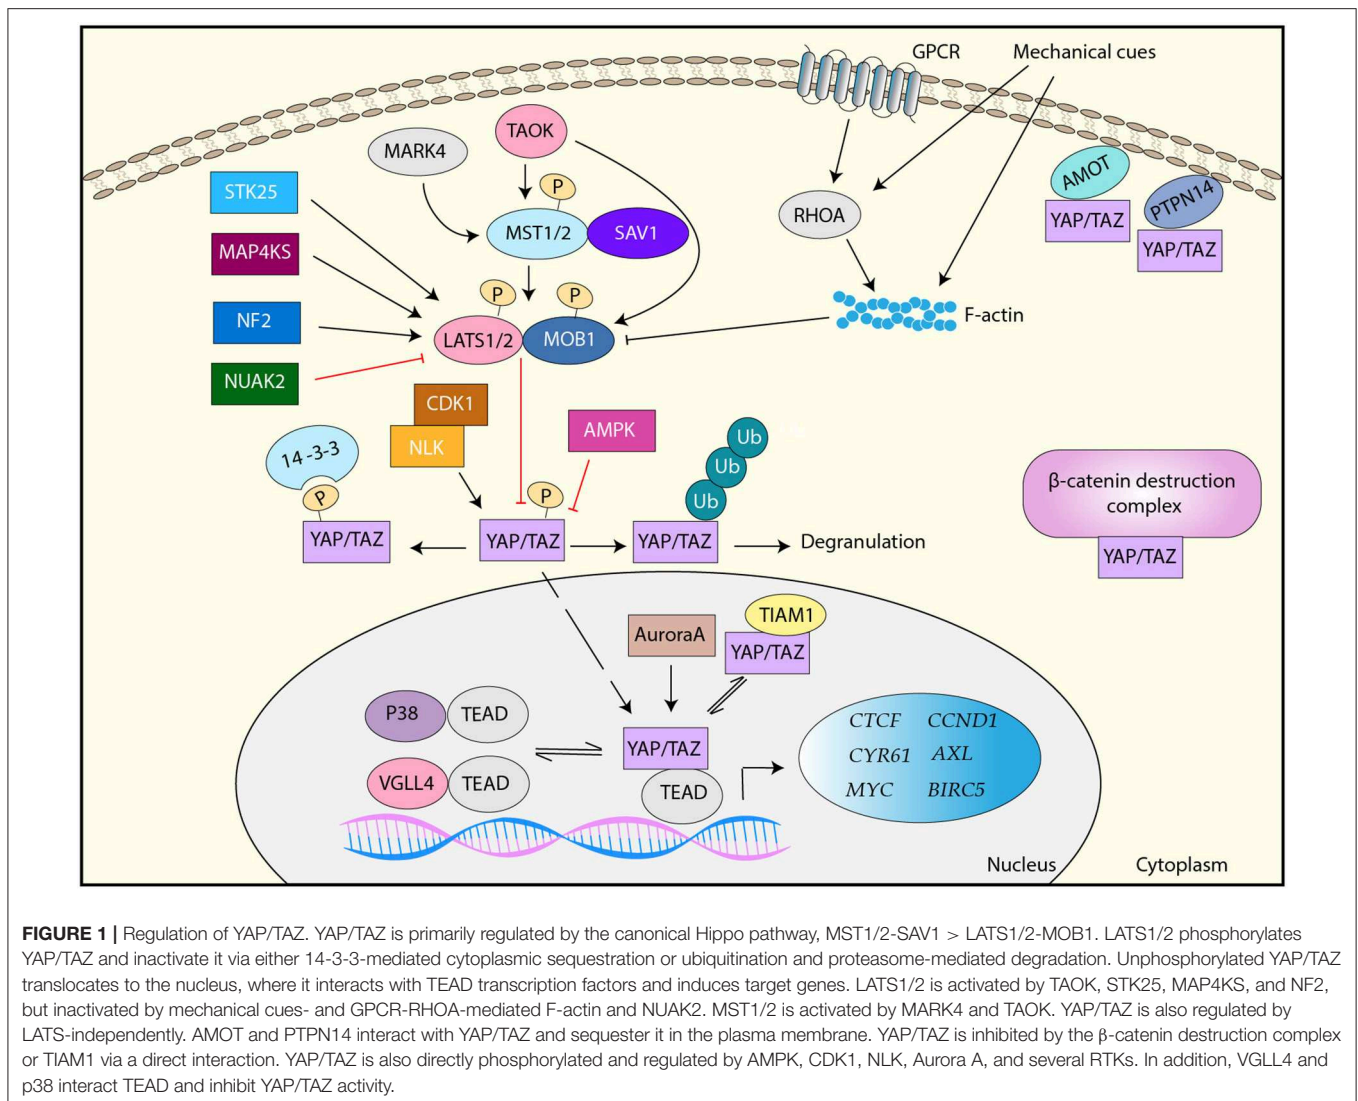 GPCR
Mechanical cues
TAOK
MARK4
P
STK25
MST1/2
SAV1
RHOA
AMOT
YAP/TAZ
PTPN14
YAP/TAZ
MAP4KS
P
P
NF2
LATS1/2
MOB1
F-actin
NUAK2
CDK1
NLK
AMPK
14-3-3
P
YAP/TAZ
P
YAP/TAZ
Ub
Ub
Ub
YAP/TAZ
Degranulation
β-catenin destruction
complex
YAP/TAZ
TIAM1
AuroraA
YAP/TAZ
P38
TEAD
YAP/TAZ
VGLL4
TEAD
TEAD
CTCF CCND1
CYR61 AXL
MYC BIRC5
Nucleus
Cytoplasm
FIGURE 1 | Regulation of YAP/TAZ. YAP/TAZ is primarily regulated by the canonical Hippo pathway, MST1/2-SAV1 > LATS1/2-MOB1. LATS1/2 phosphorylates
YAP/TAZ and inactivate it via either 14-3-3-mediated cytoplasmic sequestration or ubiquitination and proteasome-mediated degradation. Unphosphorylated YAP/TAZ
translocates to the nucleus, where it interacts with TEAD transcription factors and induces target genes. LATS1/2 is activated by TAOK, STK25, MAP4KS, and NF2,
but inactivated by mechanical cues- and GPCR-RHOA-mediated F-actin and NUAK2. MST1/2 is activated by MARK4 and TAOK. YAP/TAZ is also regulated by
LATS-independently. AMOT and PTPN14 interact with YAP/TAZ and sequester it in the plasma membrane. YAP/TAZ is inhibited by the β-catenin destruction complex
or TIAM1 via a direct interaction. YAP/TAZ is also directly phosphorylated and regulated by AMPK, CDK1, NLK, Aurora A, and several RTKs. In addition, VGLL4 and
p38 interact TEAD and inhibit YAP/TAZ activity.